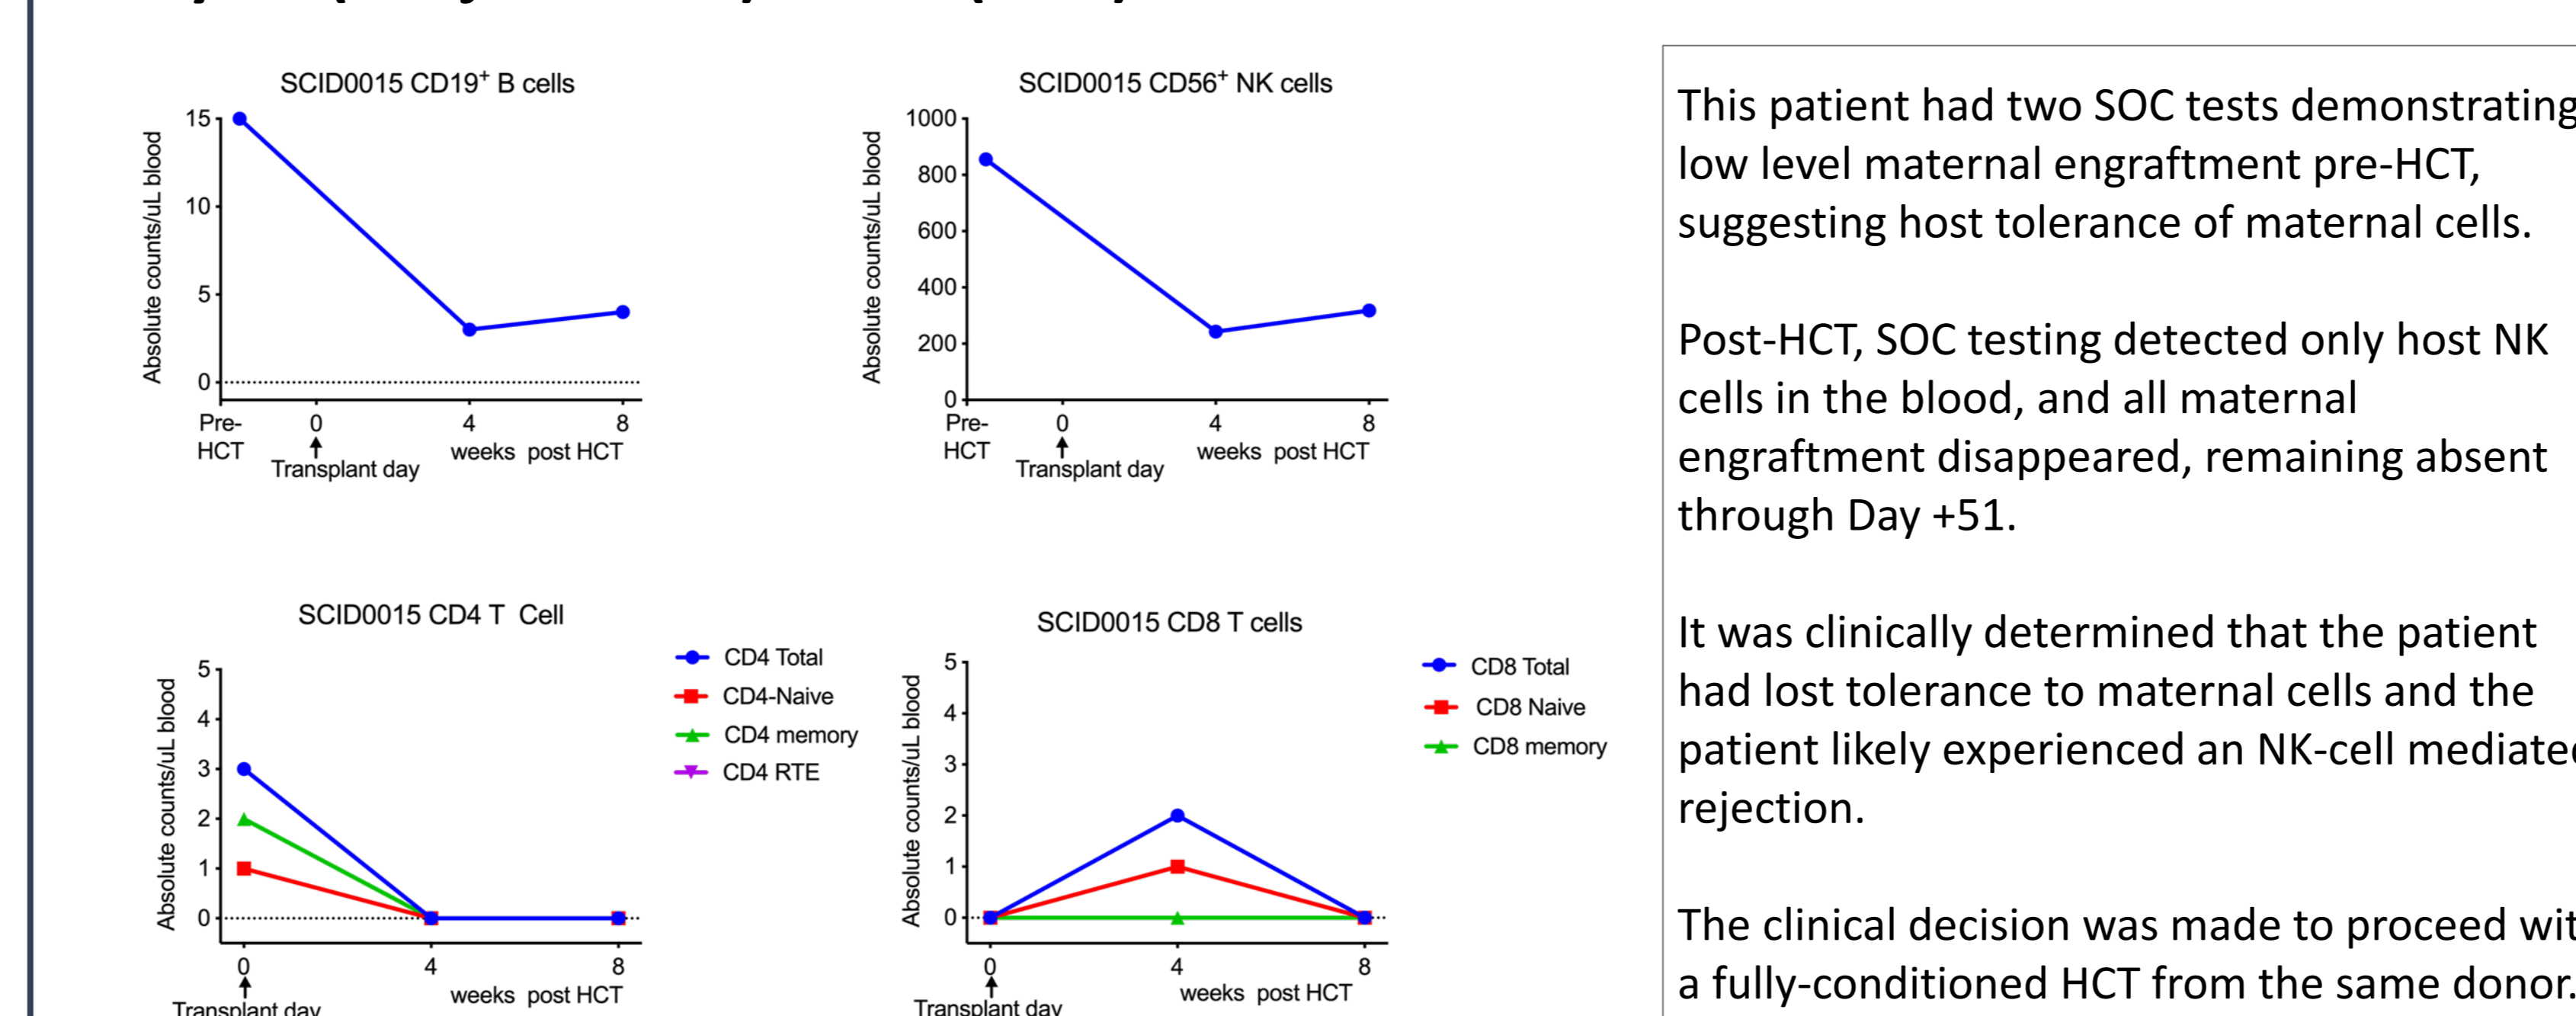 SCID0015 CD19+ B cells
Absolute counts/uL blood
15
10
5
0
Pre-
HCT
0
4
8
weeks post HCT
Transplant day
SCID0015 CD56+ NK cells
Absolute counts/uL blood
1000
800
600
400
200
0
Pre-
HCT
0
4
8
weeks post HCT
Transplant day
SCID0015 CD4 T Cell
Absolute counts/uL blood
5
4
3
2
1
0
0
4
8
weeks post HCT
Transplant day
CD4 Total
CD4-Naive
CD4 memory
CD4 RTE
SCID0015 CD8 T cells
Absolute counts/uL blood
5
4
3
2
1
0
0
4
8
weeks post HCT
Transplant day
CD8 Total
CD8 Naive
CD8 memory
This patient had two SOC tests demonstrating
low level maternal engraftment pre-HCT,
suggesting host tolerance of maternal cells.
Post-HCT, SOC testing detected only host NK
cells in the blood, and all maternal
engraftment disappeared, remaining absent
through Day +51.
It was clinically determined that the patient
had lost tolerance to maternal cells and the
patient likely experienced an NK-cell mediated
rejection.
The clinical decision was made to proceed wit
a fully-conditioned HCT from the same donor.